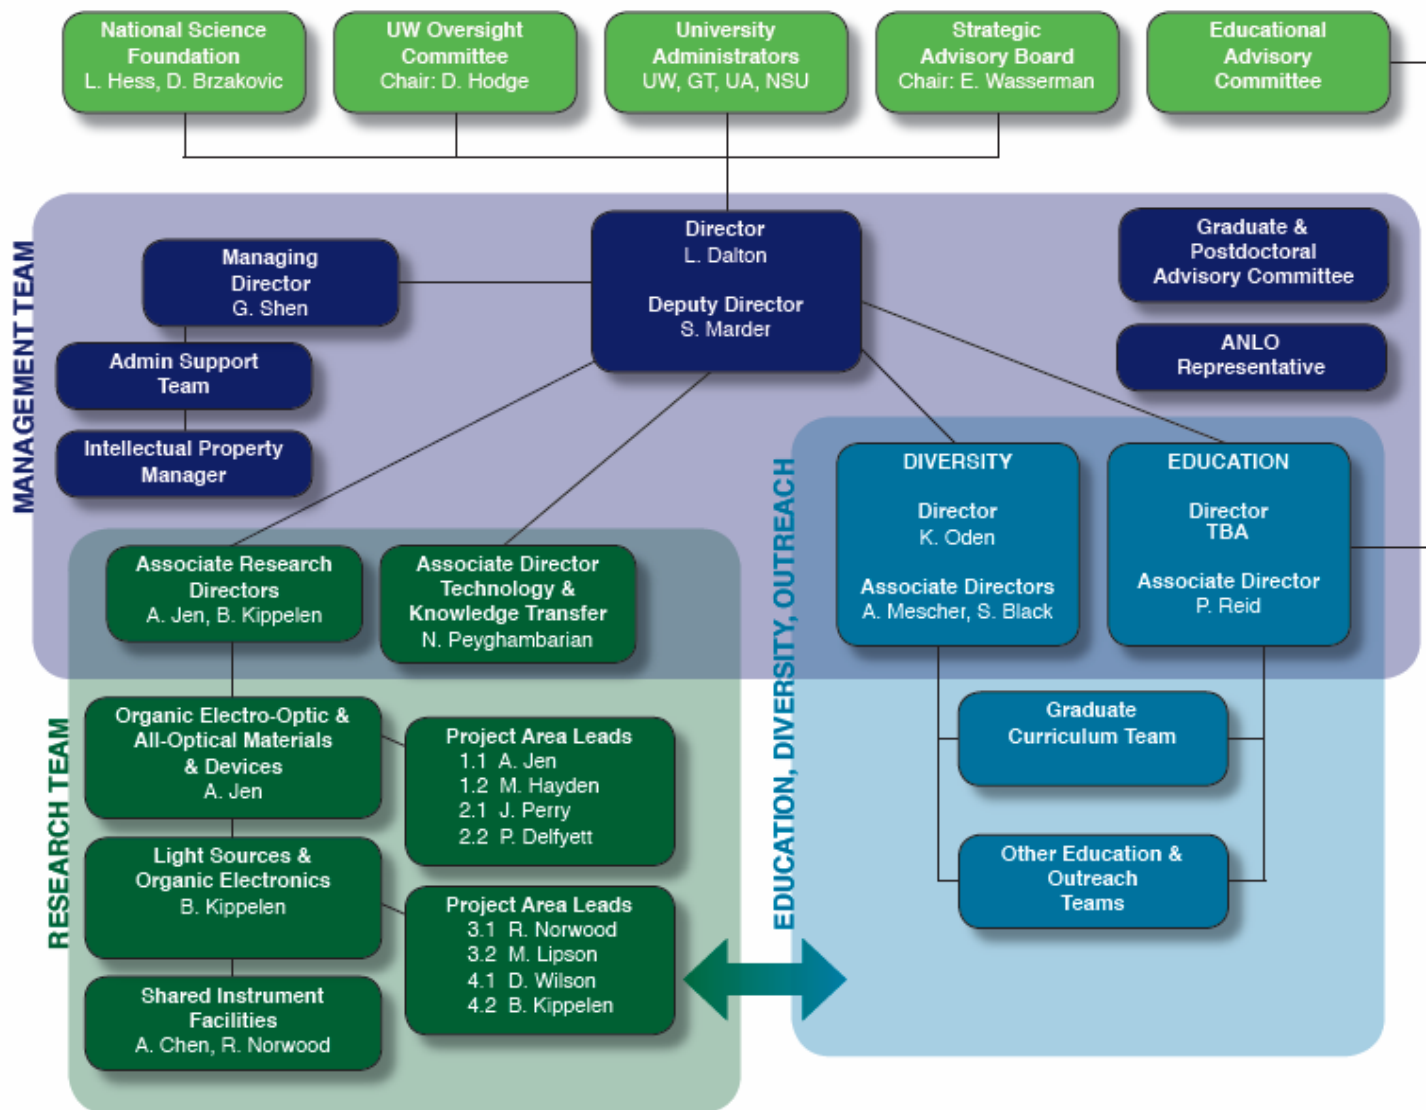 National Science
Foundation
L. Hess, D. Brzakovic
UW Oversight
Committee
Chair: D. Hodge
University
Administrators
UW, GT, UA, NSU
Strategic
Advisory Board
Chair: E. Wasserman
Educational
Advisory
Committee
MANAGEMENT TEAM
Managing
Director
G. Shen
Director
L. Dalton
Deputy Director
S. Marder
Graduate &
Postdoctoral
Advisory Committee
Admin Support
Team
ANLO
Representative
Intellectual Property
Manager
EDUCATION, DIVERSITY, OUTREACH
DIVERSITY
Director
K. Oden
Associate Directors
A. Mescher, S. Black
EDUCATION
Director
TBA
Associate Director
P. Reid
Associate Research
Directors
A. Jen, B. Kippelen
Associate Director
Technology &
Knowledge Transfer
N. Peyghambarian
RESEARCH TEAM
Organic Electro-Optic &
All-Optical Materials
& Devices
A. Jen
Project Area Leads
1.1 A. Jen
1.2 M. Hayden
2.1 J. Perry
2.2 P. Delfyett
Graduate
Curriculum Team
Light Sources &
Organic Electronics
B. Kippelen
Project Area Leads
3.1 R. Norwood
3.2 M. Lipson
4.1 D. Wilson
4.2 B. Kippelen
Other Education &
Outreach
Teams
Shared Instrument
Facilities
A. Chen, R. Norwood